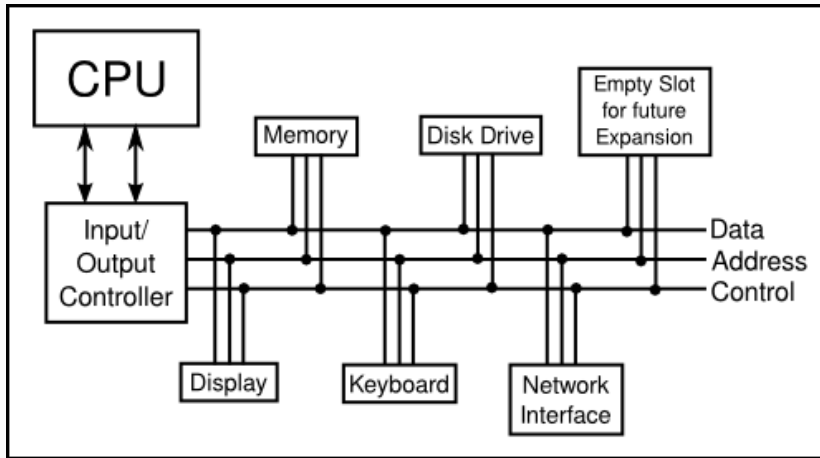 CPU
Memory
Disk Drive
Empty Slot
for future
Expansion
Input/
Output
Controller
Data
Address
Control
Display
Keyboard
Network
Interface